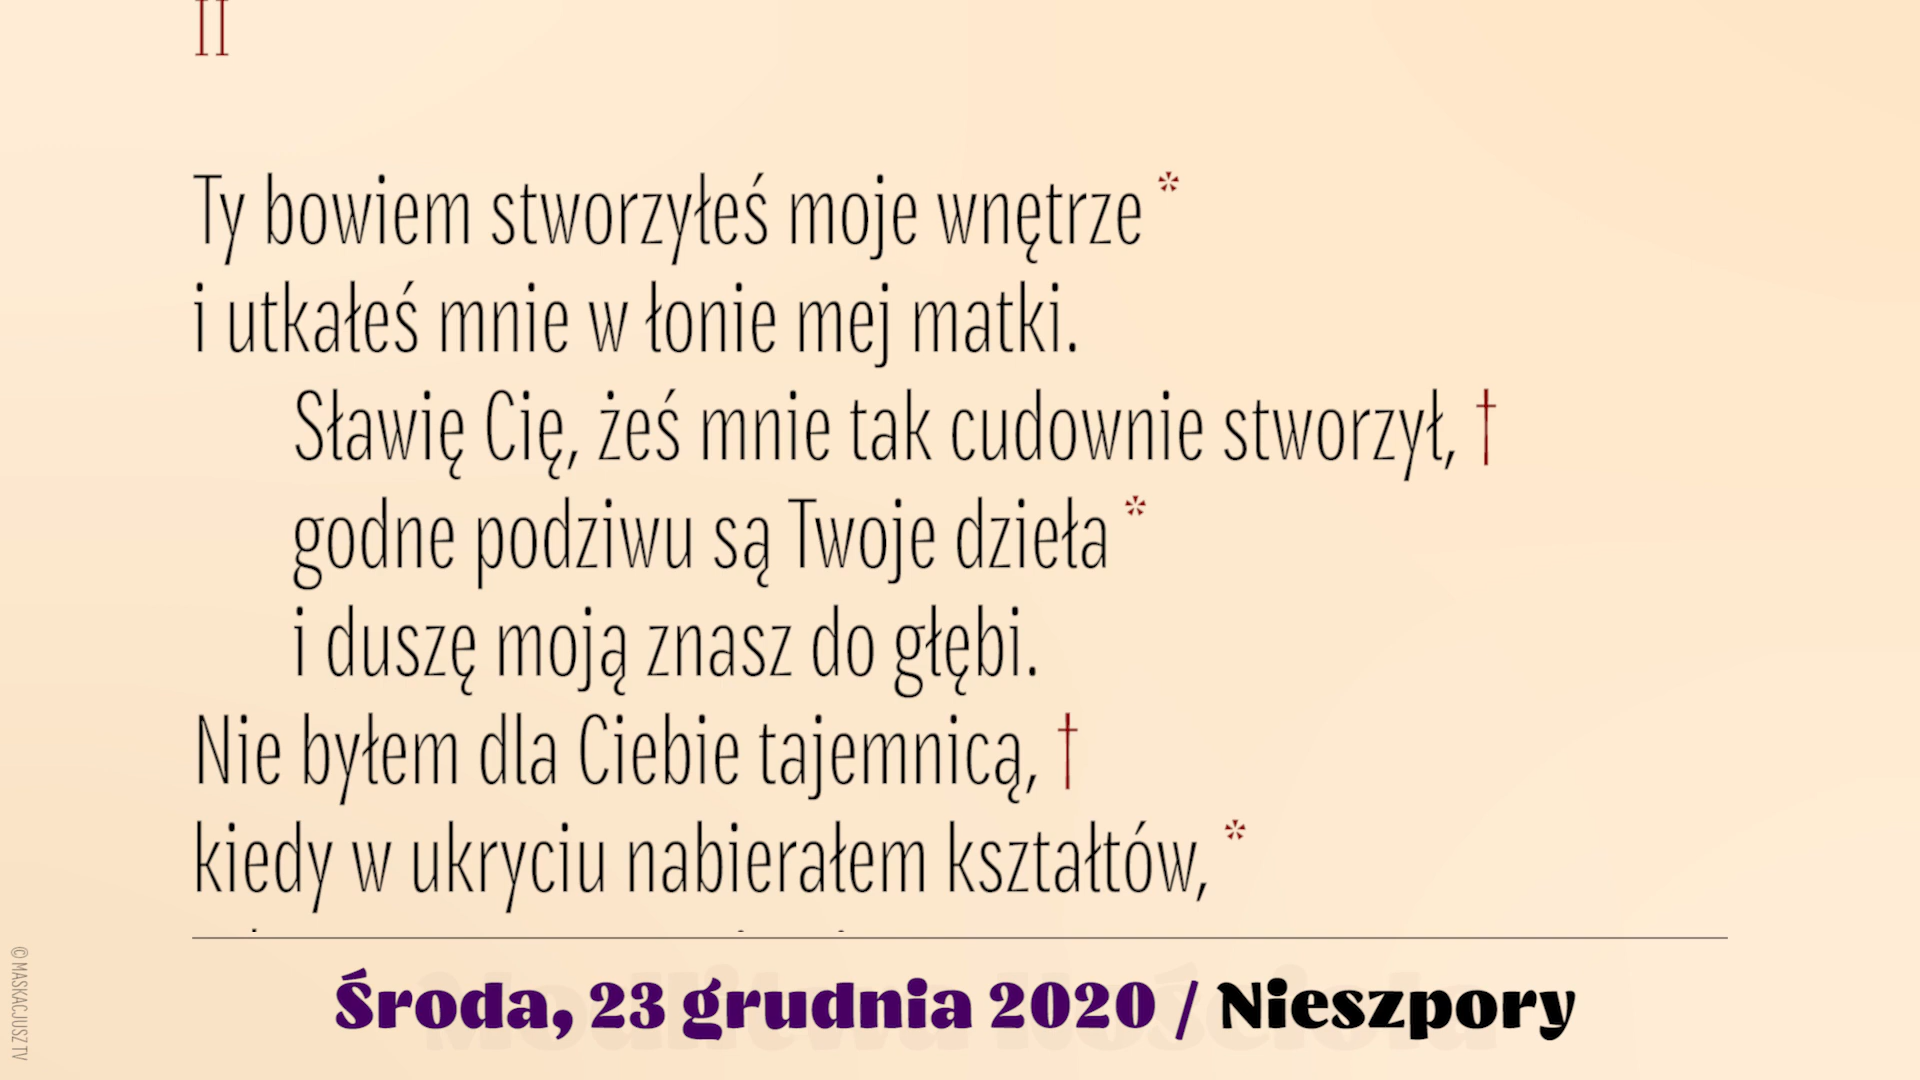 II
Ty bowiem stworzyłeś moje wnętrze *
i utkałeś mnie w łonie mej matki.
Sławię Cię, żeś mnie tak cudownie stworzył, †
godne podziwu są Twoje dzieła *
i duszę moją znasz do głębi.
Nie byłem dla Ciebie tajemnicą, †
kiedy w ukryciu nabierałem kształtów, *
Środa, 23 grudnia 2020 / Nieszpory
© MASKACJUSZ TV